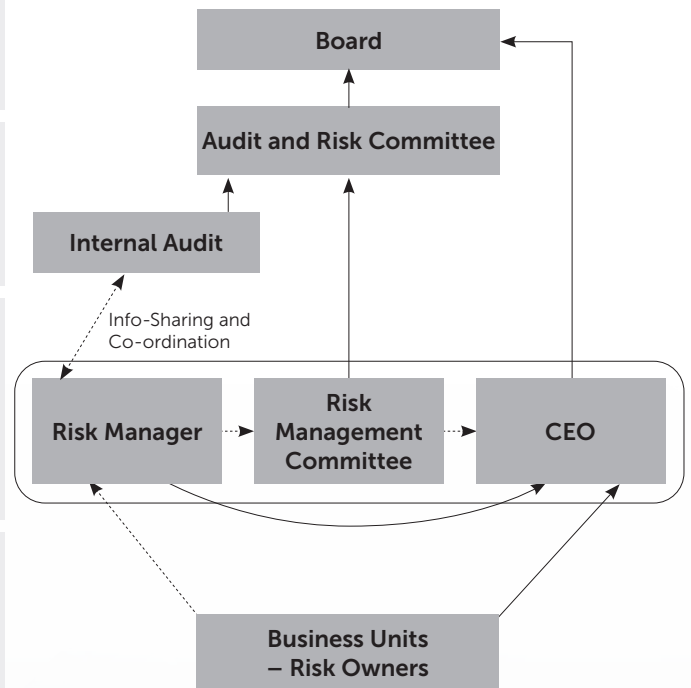 Board
Audit and Risk Committee
Internal Audit
Info-Sharing and
Co-ordination
Risk Manager
Risk
Management
Committee
CEO
Business Units
– Risk Owners